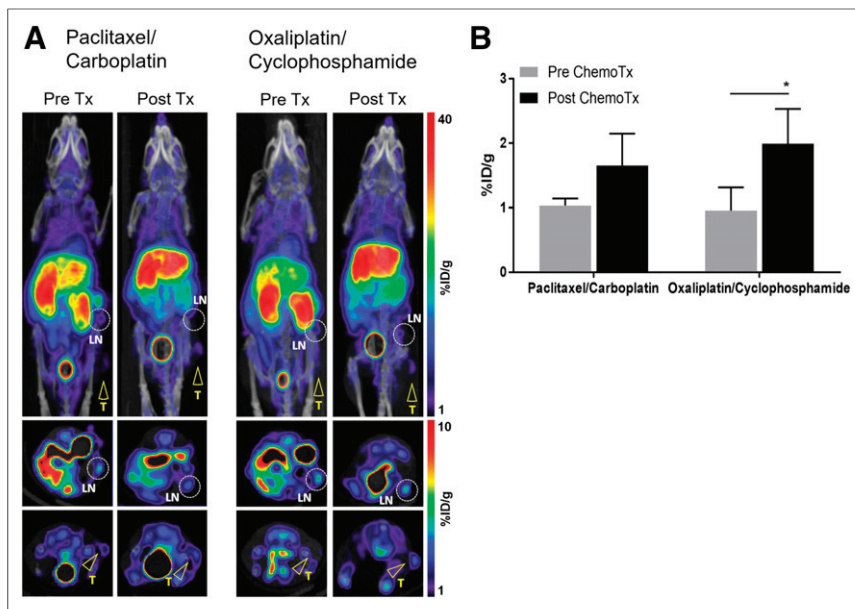 A
Paclitaxel/
Carboplatin
Oxaliplatin/
Cyclophosphamide
Pre Tx
Post Tx
Pre Tx
Post Tx
40
%ID/g
1
LN
LN
LN
LN
T
T
T
T
10
%ID/g
1
LN
LN
LN
LN
T
T
T
T
B
Pre ChemoTx
Post ChemoTx
*
%ID/g
3
2
1
0
Paclitaxel/Carboplatin
Oxaliplatin/Cyclophosphamide